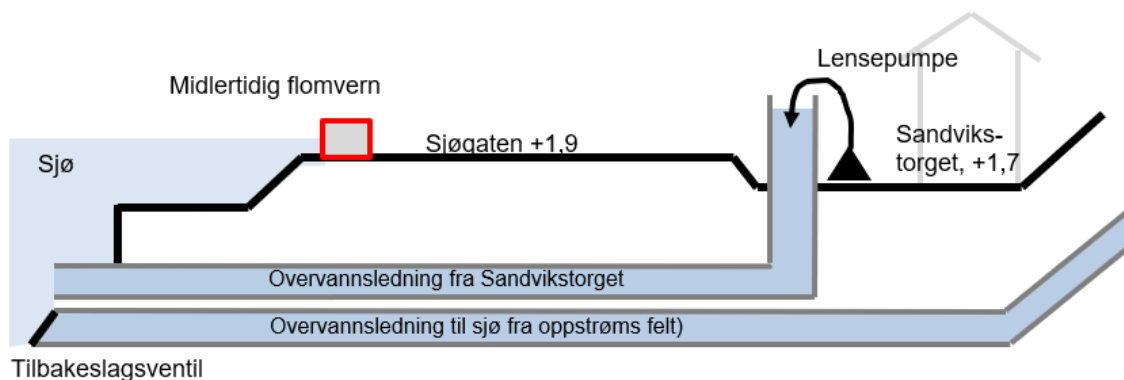 Lensepumpe
Midlertidig flomvern
Sjø
Sjøgaten +1,9
Sandviks-
torget, +1,7
Overvannsledning fra Sandvikstorget
Overvannsledning til sjø fra oppstrøms felt)
Tilbakeslagsventil